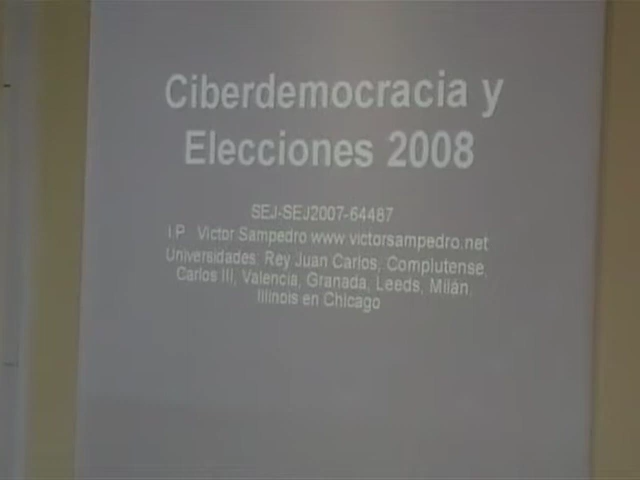 Ciberdemocracia y
Elecciones 2008
SEJ-SEJ2007-64487
I.P. Victor Sampedro www.victorsampedro.net
Universidades: Rey Juan Carlos, Complutense,
Carlos III, Valencia, Granada, Leeds, Milán,
Illinois en Chicago